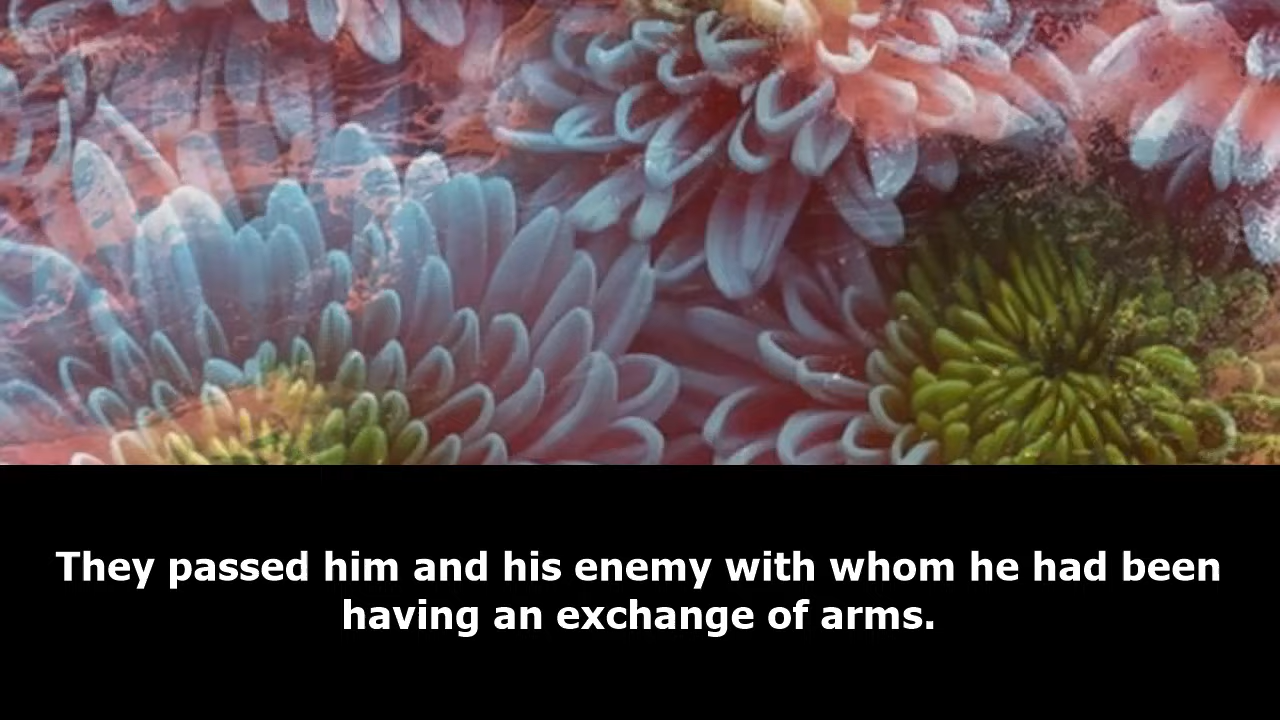 They passed him and his enemy with whom he had been
having an exchange of arms.